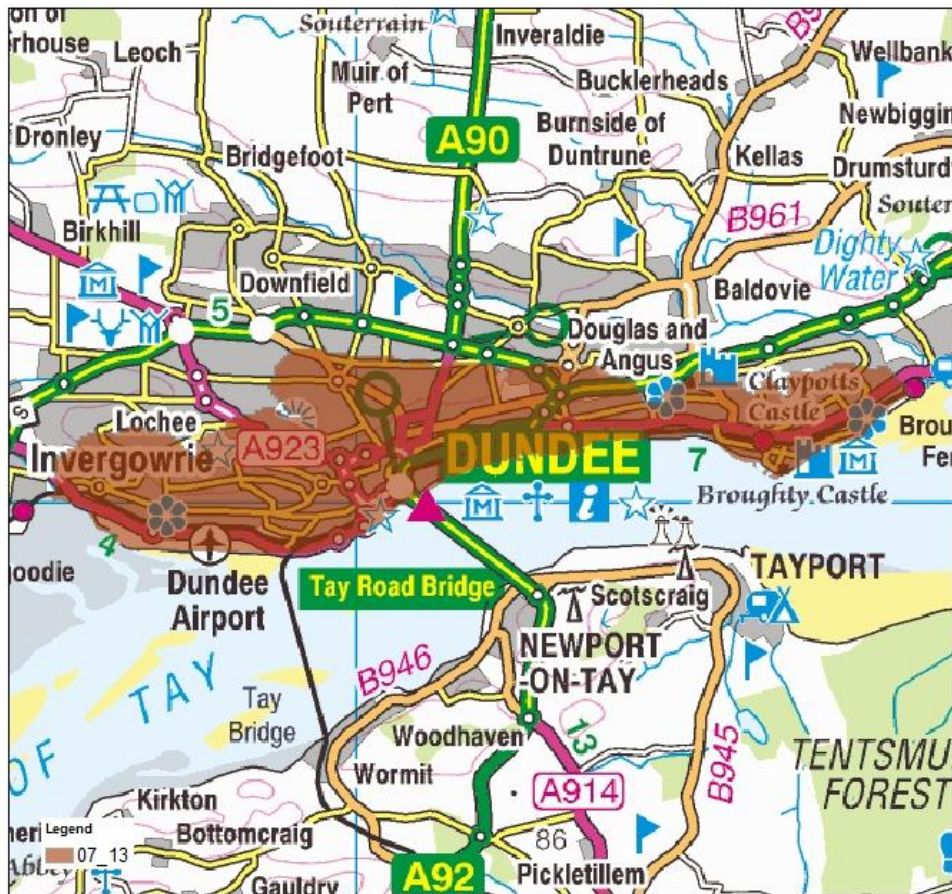 Souterrain
Inveraldie
Leoch
Muir of
Pert
Bucklerheads
Wellbank
Dronley
A90
Burnside of
Duntrune
Newbiggin
Bridgefoot
Kellas
Drumsturd
Birkhill
B961
Dighty
Water
5
Downfield
Baldovie
Douglas and
Angus
Lochee
Claypotts
Castle
Invergowrie
A923
DUNDEE
7
Broughty Castle
4
Dundee
Airport
Tay Road Bridge
Scotscraig
TAYPORT
NEWPORT
-ON-TAY
B946
OF TAY
Tay
Bridge
Woodhaven
13
B945
Wormit
A914
TENTSMU
FOREST
Kirkton
Bottomcraig
86
Legend
07_13
Gauldry
A92
Pickletillem